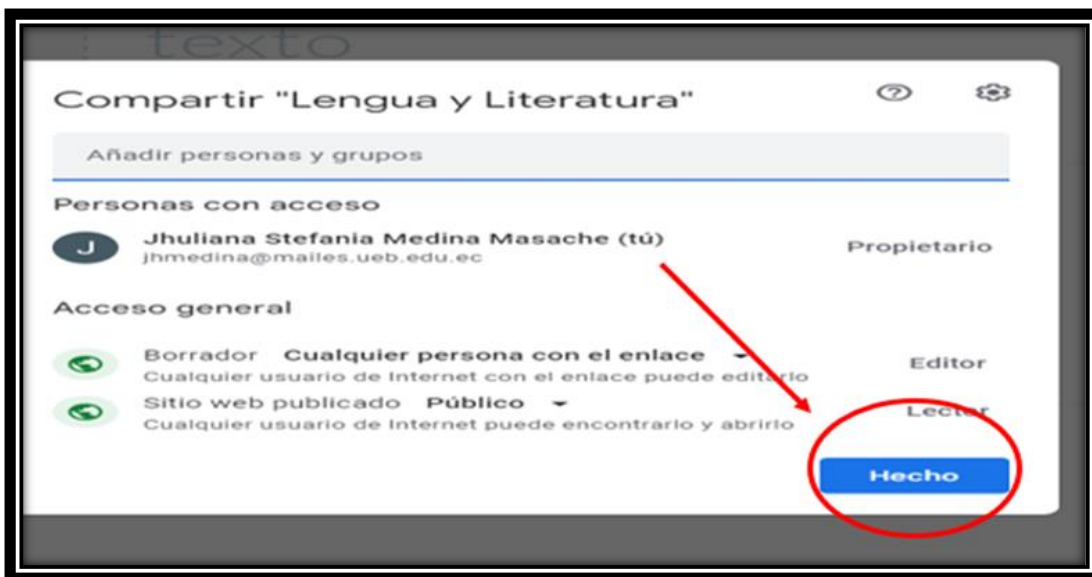 texto
Compartir "Lengua y Literatura"
Añadir personas y grupos
Personas con acceso
J Jhuliana Stefania Medina Masache (tú) Propietario
jhmedina@mailes.ueb.edu.ec
Acceso general
Borrador Cualquier persona con el enlace Editor
Cualquier usuario de Internet con el enlace puede editarlo
Sitio web publicado Público Lector
Cualquier usuario de Internet puede encontrarlo y abrirlo
Hecho